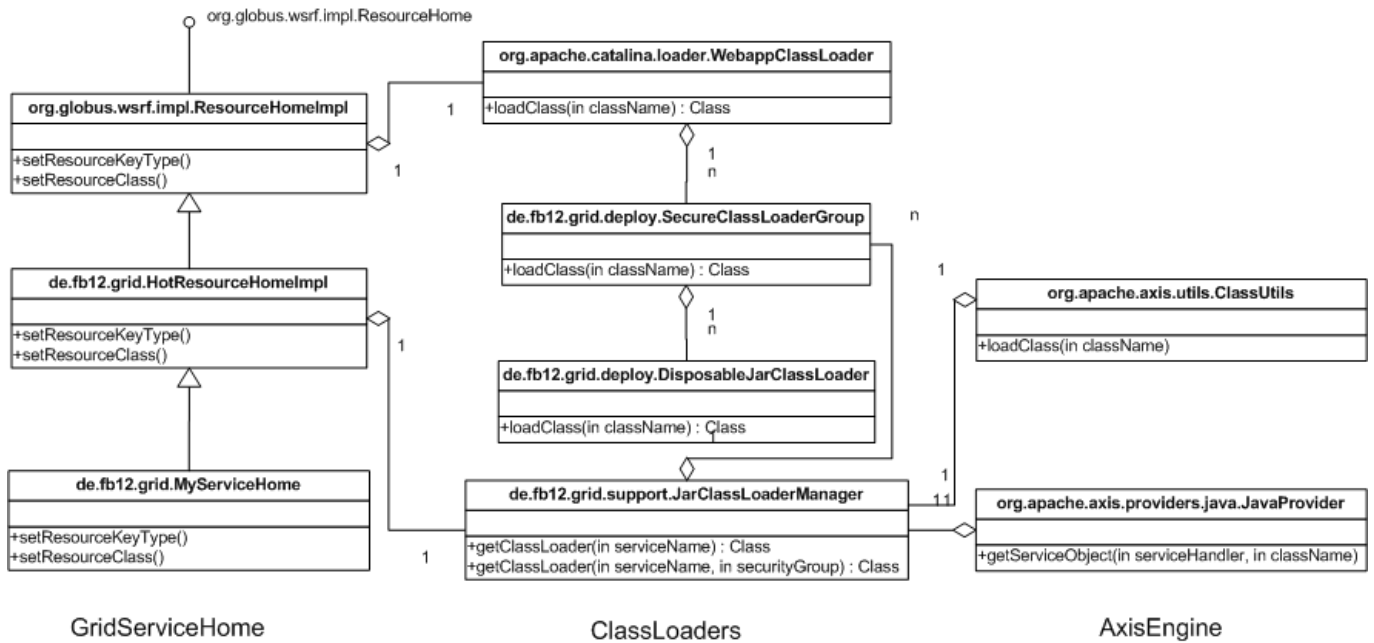 org.globus.wsrf.impl.ResourceHome
org.globus.wsrf.impl.ResourceHomeImpl
+setResourceKeyType()
+setResourceClass()
1
1
de.fb12.grid.HotResourceHomeImpl
+setResourceKeyType()
+setResourceClass()
1
de.fb12.grid.MyServiceHome
+setResourceKeyType()
+setResourceClass()
1
GridServiceHome
org.apache.catalina.loader.WebappClassLoader
+loadClass(in className) : Class
1
n
de.fb12.grid.deploy.SecureClassLoaderGroup
+loadClass(in className) : Class
n
1
n
de.fb12.grid.deploy.DisposableJarClassLoader
+loadClass(in className) : Class
1
de.fb12.grid.support.JarClassLoaderManager
+getClassLoader(in serviceName) : Class
+getClassLoader(in serviceName, in securityGroup) : Class
ClassLoaders
1
org.apache.axis.utils.ClassUtils
+loadClass(in className)
1
11
org.apache.axis.providers.java.JavaProvider
+getServiceObject(in serviceHandler, in className)
AxisEngine